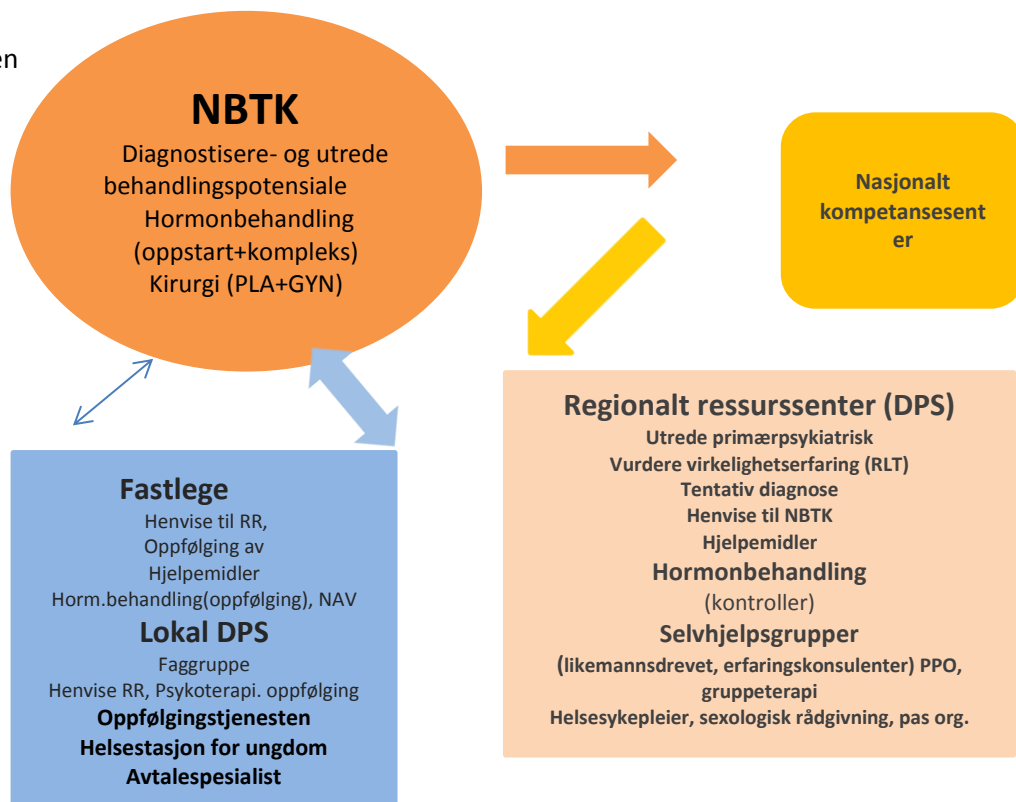 en
NBTK
Diagnostisere- og utrede
behandlingspotensiale
Hormonbehandling
(oppstart+kompleks)
Kirurgi (PLA+GYN)
Nasjonalt
kompetansesent
er
Fastlege
Henvise til RR,
Oppfølging av
Hjelpemidler
Horm.behandling(oppfølging), NAV
Lokal DPS
Faggruppe
Henvise RR, Psykoterapi. oppfølging
Oppfølgingstjenesten
Helsestasjon for ungdom
Avtalespesialist
Regionalt ressurssenter (DPS)
Utrede primærpsykiatrisk
Vurdere virkelighetserfaring (RLT)
Tentativ diagnose
Henvise til NBTK
Hjelpemidler
Hormonbehandling
(kontroller)
Selvhjelpsgrupper
(likemannsdrevet, erfaringskonsulenter) PPO,
gruppeterapi
Helsesykepleier, sexologisk rådgivning, pas org.